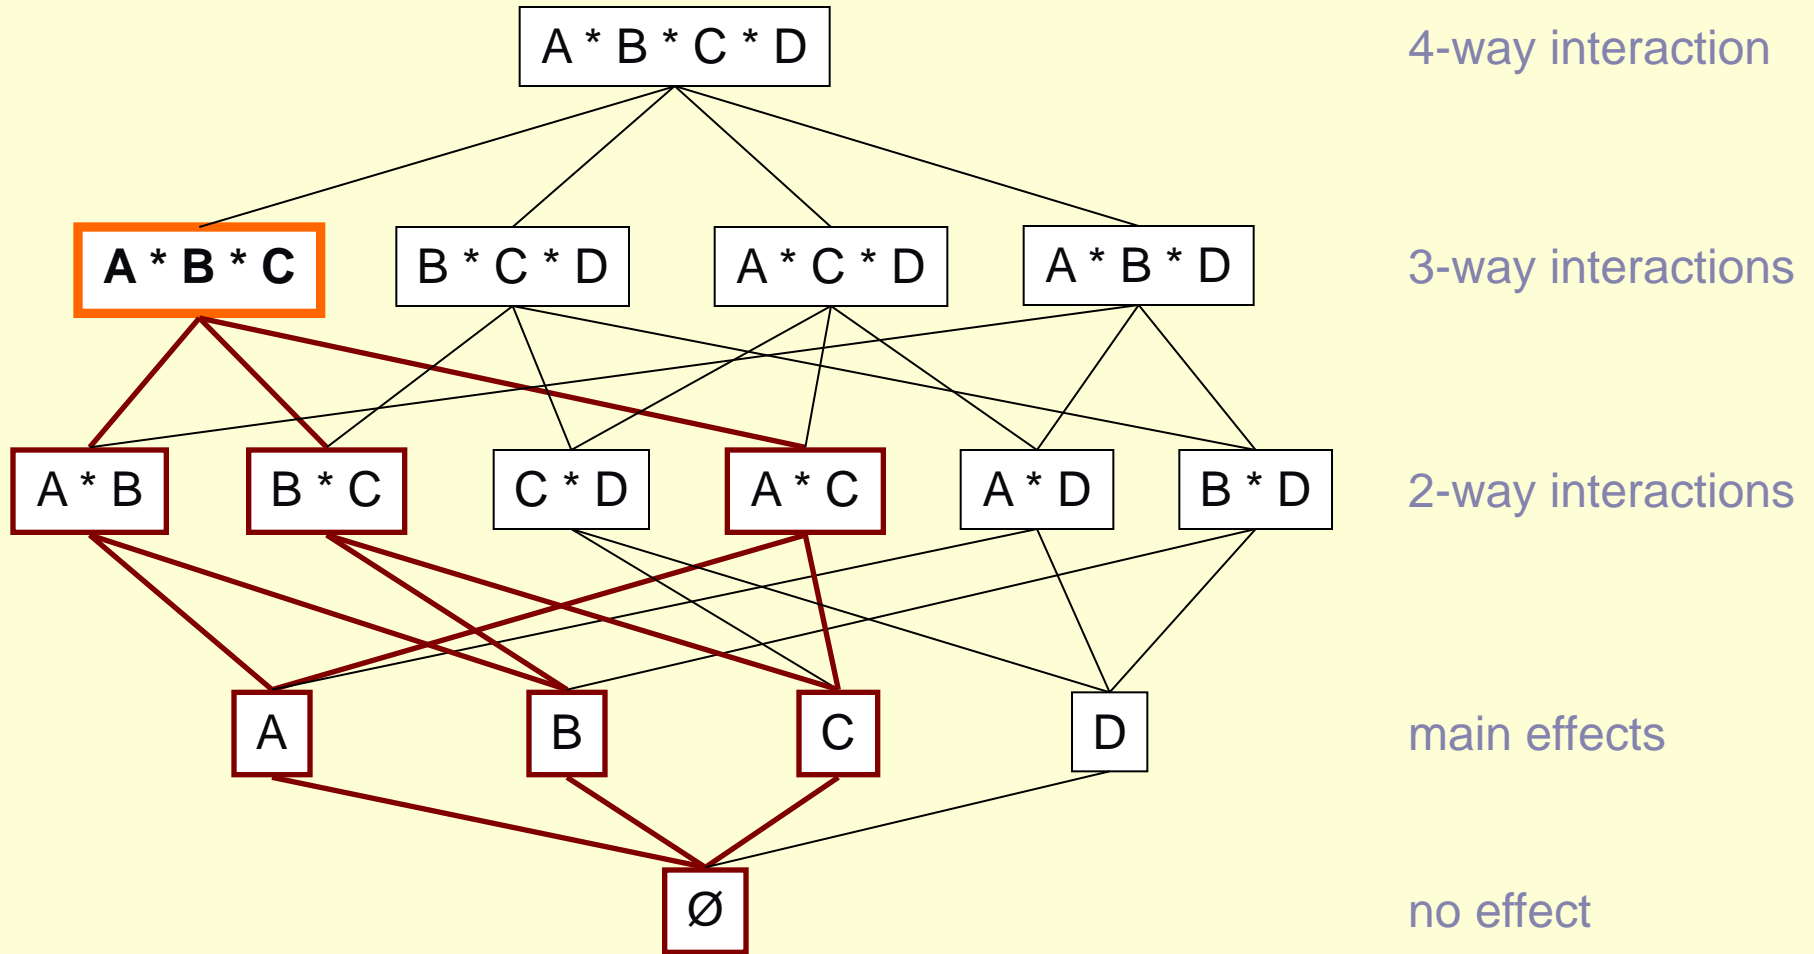 A * B * C * D 4-way interaction
A * B * C B * C * D A * C * D A * B * D 3-way interactions
A * B B * C C * D A * C A * D B * D 2-way interactions
A B C D main effects
Ø no effect